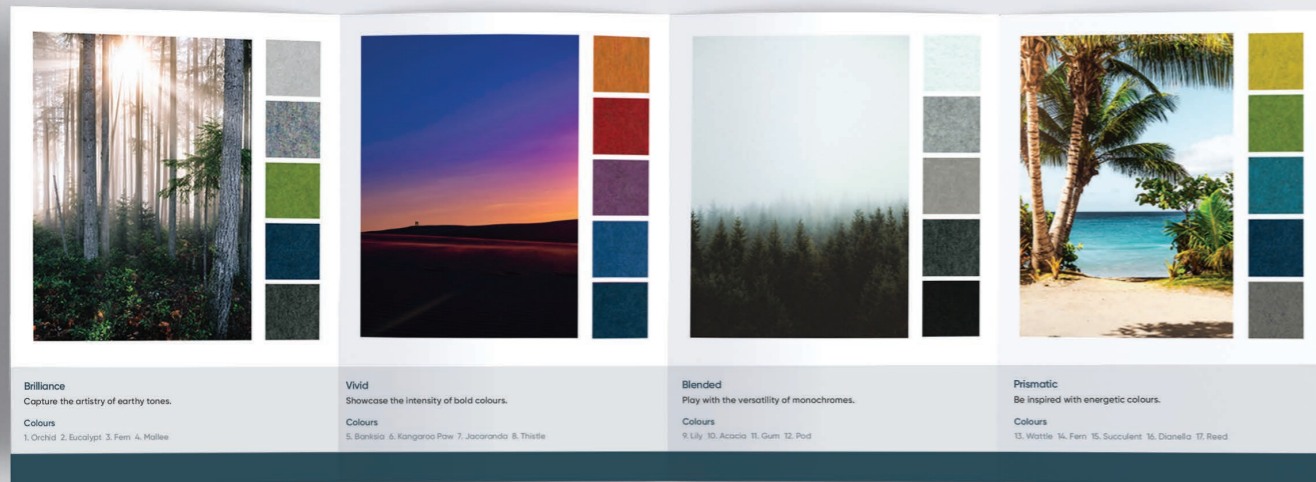 Brilliance
Capture the artistry of earthy tones.
Colours
1. Orchid 2. Eucalypt 3. Fern 4. Mallee
Vivid
Showcase the intensity of bold colours.
Colours
5. Banksia 6. Kangaroo Paw 7. Jacaranda 8. Thistle
Blended
Play with the versatility of monochromes.
Colours
9. Lily 10. Acacia 11. Gum 12. Pod
Prismatic
Be inspired with energetic colours.
Colours
13. Wattle 14. Fern 15. Succulent 16. Dianella 17. Reed